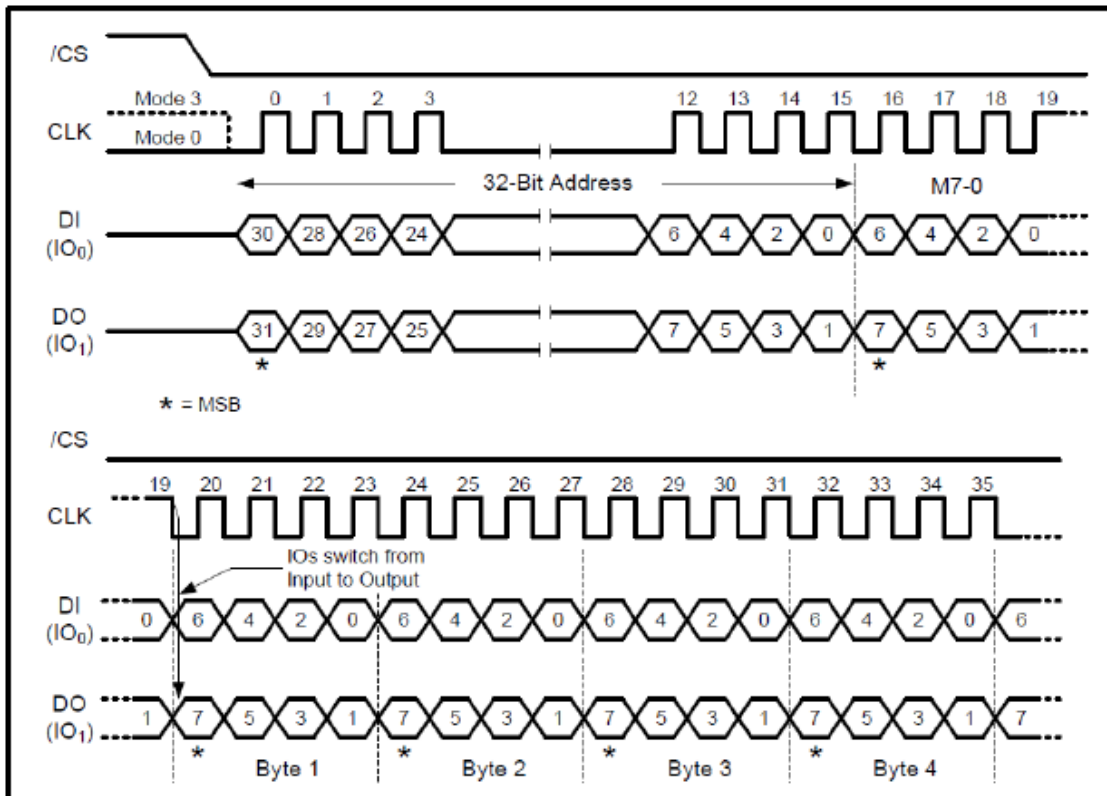 /CS
Mode 3 0 1 2 3 12 13 14 15 16 17 18 19
CLK
Mode 0
32-Bit Address M7-0
DI
(IO0) 30 28 26 24 6 4 2 0 6 4 2 0
DO
(IO1) 31 29 27 25 7 5 3 1 7 5 3 1
* *
* = MSB
/CS
19 20 21 22 23 24 25 26 27 28 29 30 31 32 33 34 35
CLK
IOs switch from
Input to Output
DI
(IO0) 0 6 4 2 0 6 4 2 0 6 4 2 0 6 4 2 0 6
DO
(IO1) 1 7 5 3 1 7 5 3 1 7 5 3 1 7 5 3 1 7
* * * *
Byte 1 Byte 2 Byte 3 Byte 4